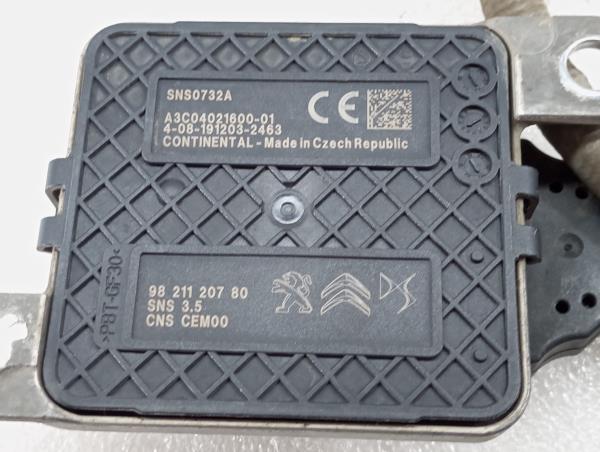 SNS0732A
A3C04021600-01
4-08-191203-2463
CONTINENTAL - Made in Czech Republic
CE
98 211 207 80
SNS 3.5
CNS CEM00
>PBT-GF30<